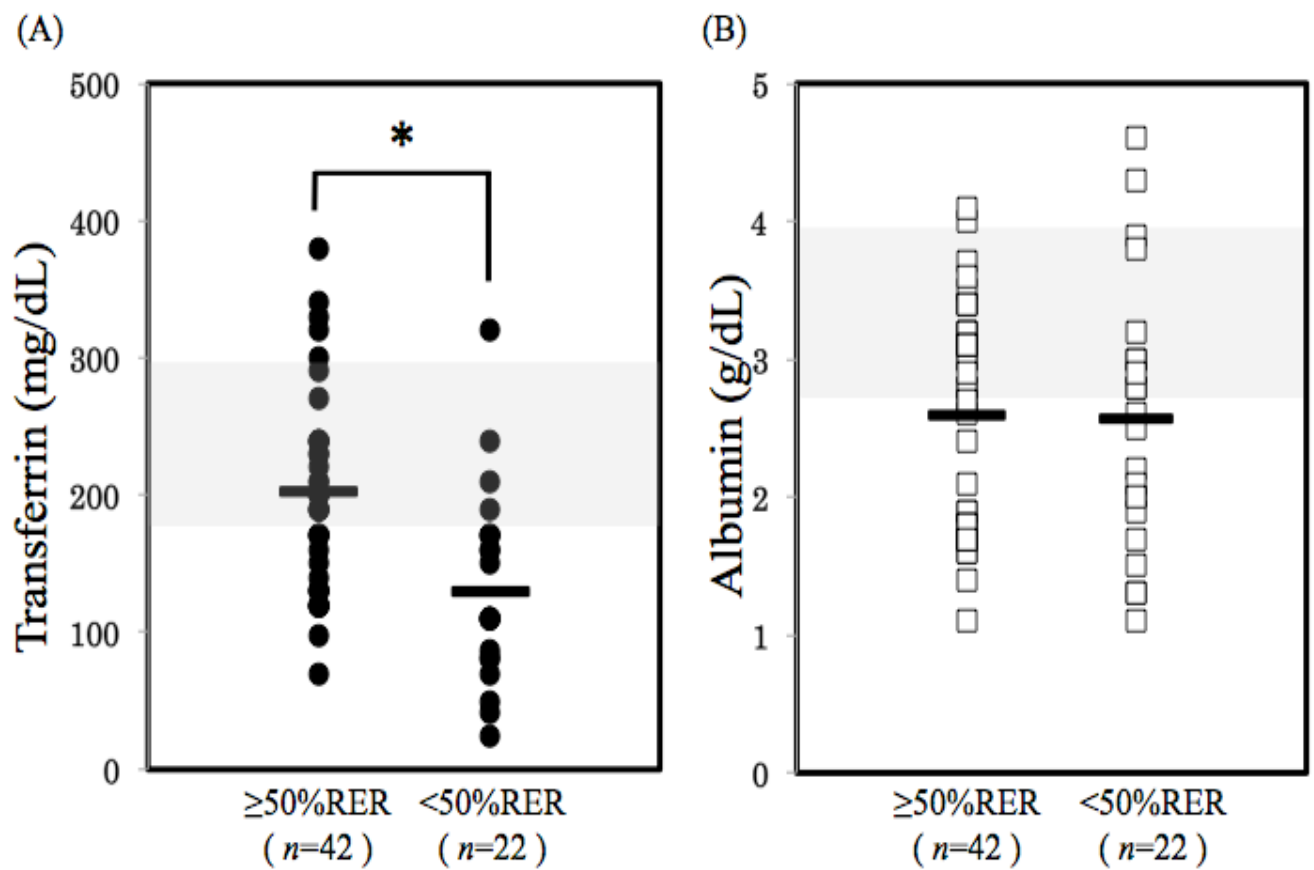 (A)
Transferrin (mg/dL)
500
400
300
200
100
0
*
≥50%RER
( n=42 )
<50%RER
( n=22 )
(B)
Albumin (g/dL)
5
4
3
2
1
0
≥50%RER
( n=42 )
<50%RER
( n=22 )